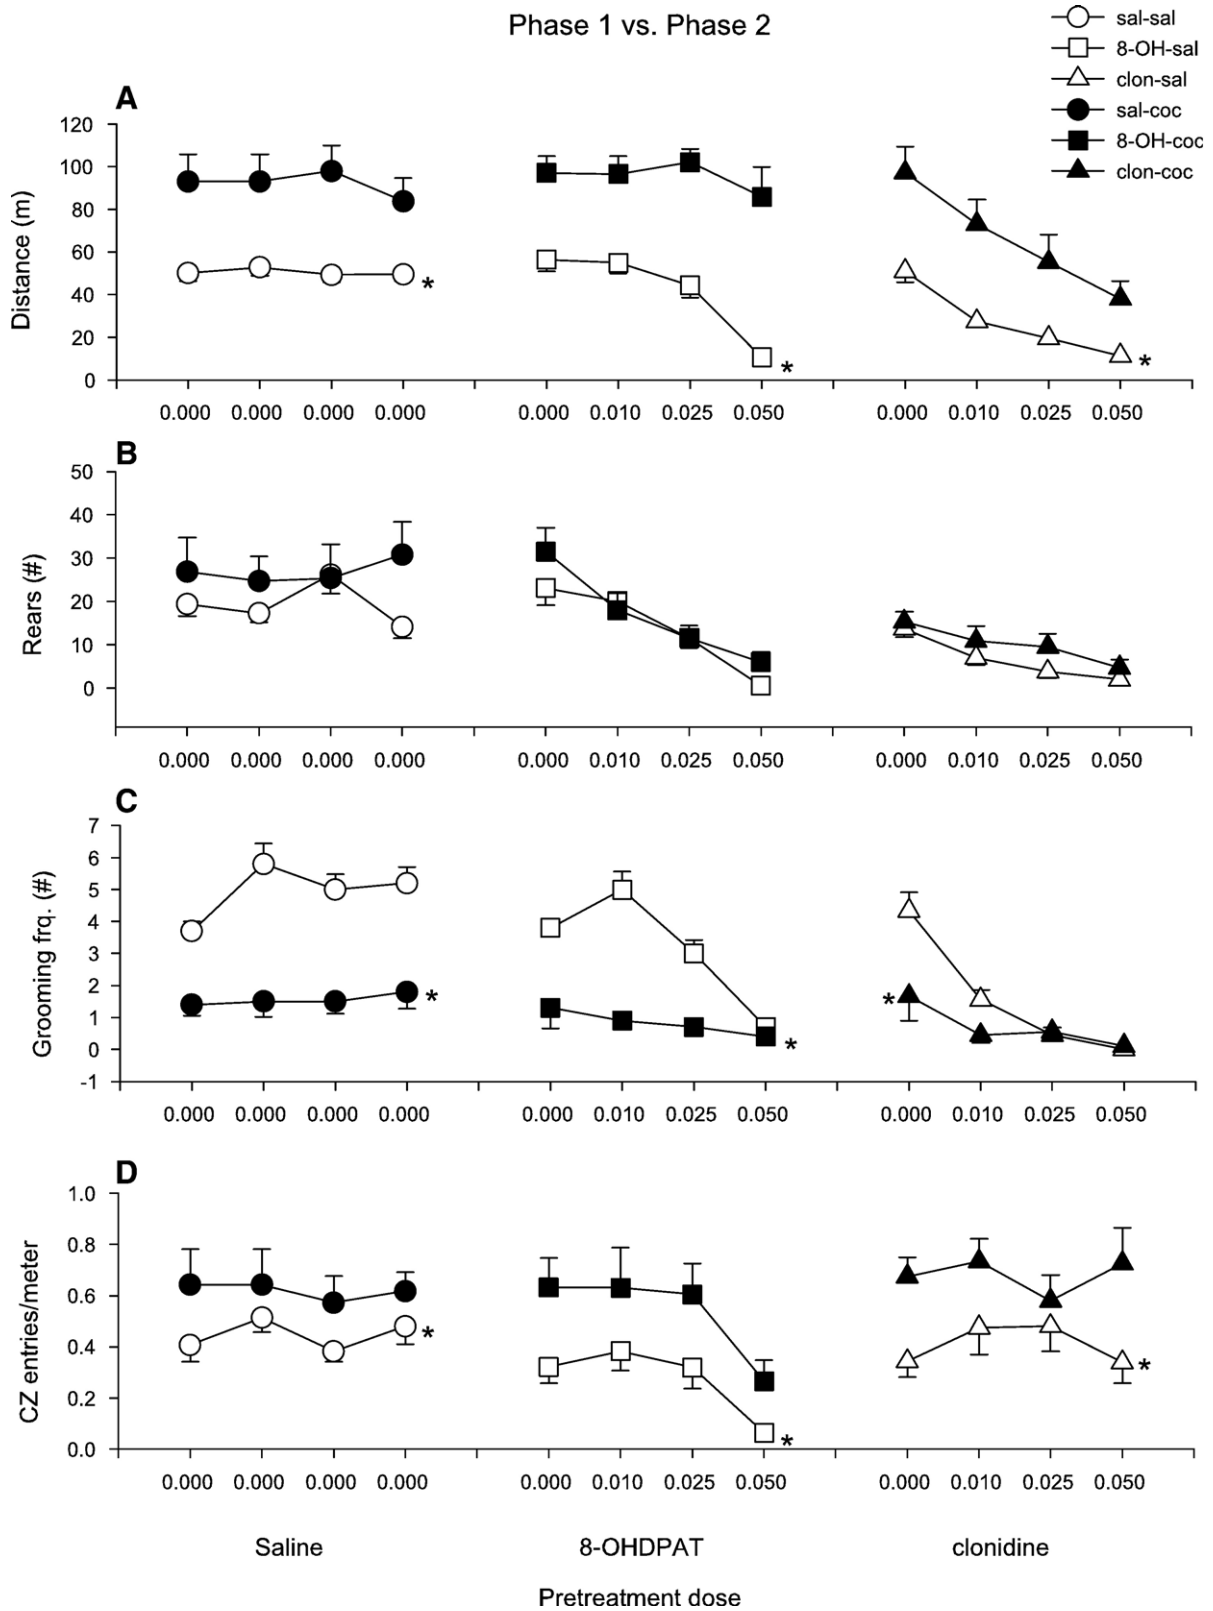 Phase 1 vs. Phase 2
sal-sal
8-OH-sal
clon-sal
sal-coc
8-OH-coc
clon-coc
A
120
100
80
60
40
20
0
Distance (m)
*
*
*
0.000 0.000 0.000 0.000 0.000 0.010 0.025 0.050 0.000 0.010 0.025 0.050
B
50
40
30
20
10
0
Rears (#)
0.000 0.000 0.000 0.000 0.000 0.010 0.025 0.050 0.000 0.010 0.025 0.050
C
7
6
5
4
3
2
1
0
-1
Grooming frq. (#)
*
*
*
0.000 0.000 0.000 0.000 0.000 0.010 0.025 0.050 0.000 0.010 0.025 0.050
D
1.0
0.8
0.6
0.4
0.2
0.0
CZ entries/meter
*
*
*
0.000 0.000 0.000 0.000 0.000 0.010 0.025 0.050 0.000 0.010 0.025 0.050
Saline 8-OHDPAT clonidine
Pretreatment dose